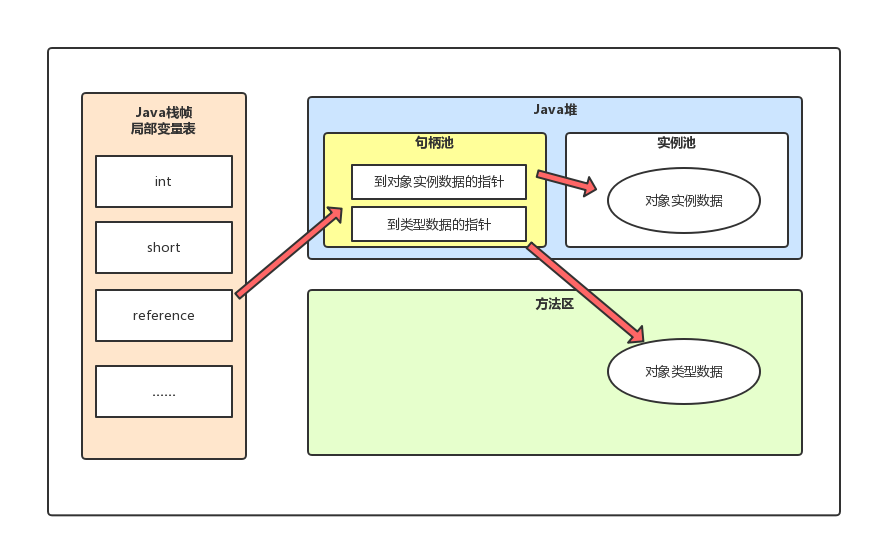 Java栈帧
局部变量表
int
short
reference
......
Java堆
句柄池
到对象实例数据的指针
到类型数据的指针
实例池
对象实例数据
方法区
对象类型数据